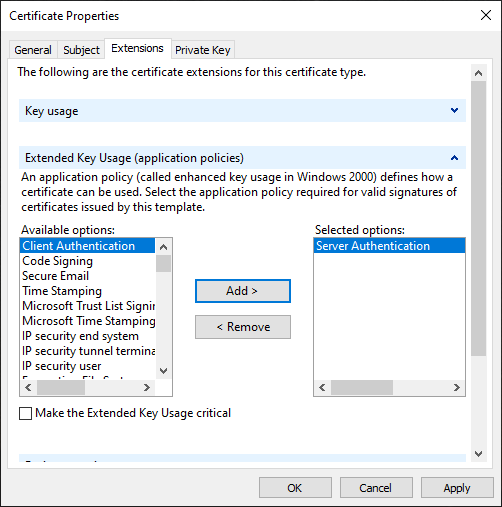 Certificate Properties
General Subject Extensions Private Key
The following are the certificate extensions for this certificate type.
Key usage
Extended Key Usage (application policies)
An application policy (called enhanced key usage in Windows 2000) defines how a
certificate can be used. Select the application policy required for valid signatures of
certificates issued by this template.
Available options:
Client Authentication
Code Signing
Secure Email
Time Stamping
Microsoft Trust List Signin
Microsoft Time Stamping
IP security end system
IP security tunnel termina
IP security user
Add >
< Remove
Selected options:
Server Authentication
Make the Extended Key Usage critical
OK Cancel Apply